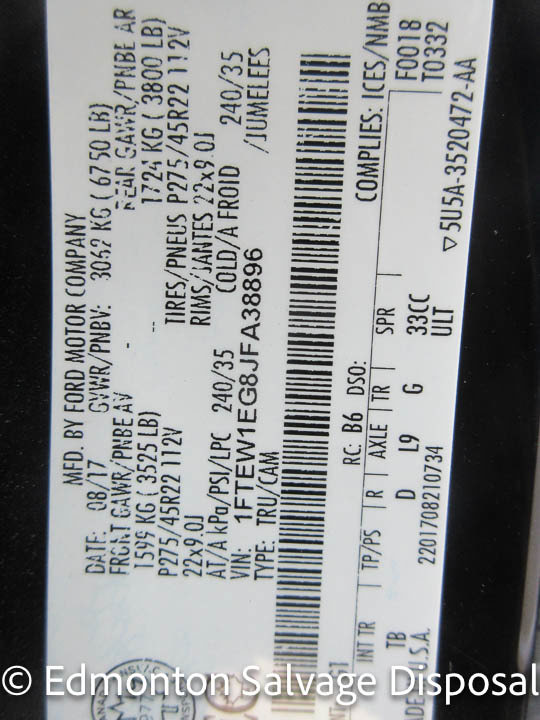 MFD. BY FORD MOTOR COMPANY
DATE: 08/17 GVWR/PNBV: 3062 KG ( 6750 LB)
FRONT GAWR/PNBE AV REAR GAWR/PNBE AR
1599 KG ( 3525 LB) 1724 KG ( 3800 LB)
P275/45R22 112V TIRES/PNEUS P275/45R22 112V
22x9.0J RIMS/JANTES 22x9.0J
AT/A kPa/PSI/LPC 240/35 COLD/A FROID 240/35
VIN: 1FTEW1EG8JFA38896 /JUMELEES
TYPE: TRU/CAM
COMPLIES: ICES/NMB
RC: B6 DSO: F0018
T0332
INT TR TP/PS R AXLE TR SPR
TB D L9 G 33CC
ULT
U.S.A. 2201708210734 ▽5U5A-3520472-AA
© Edmonton Salvage Disposal